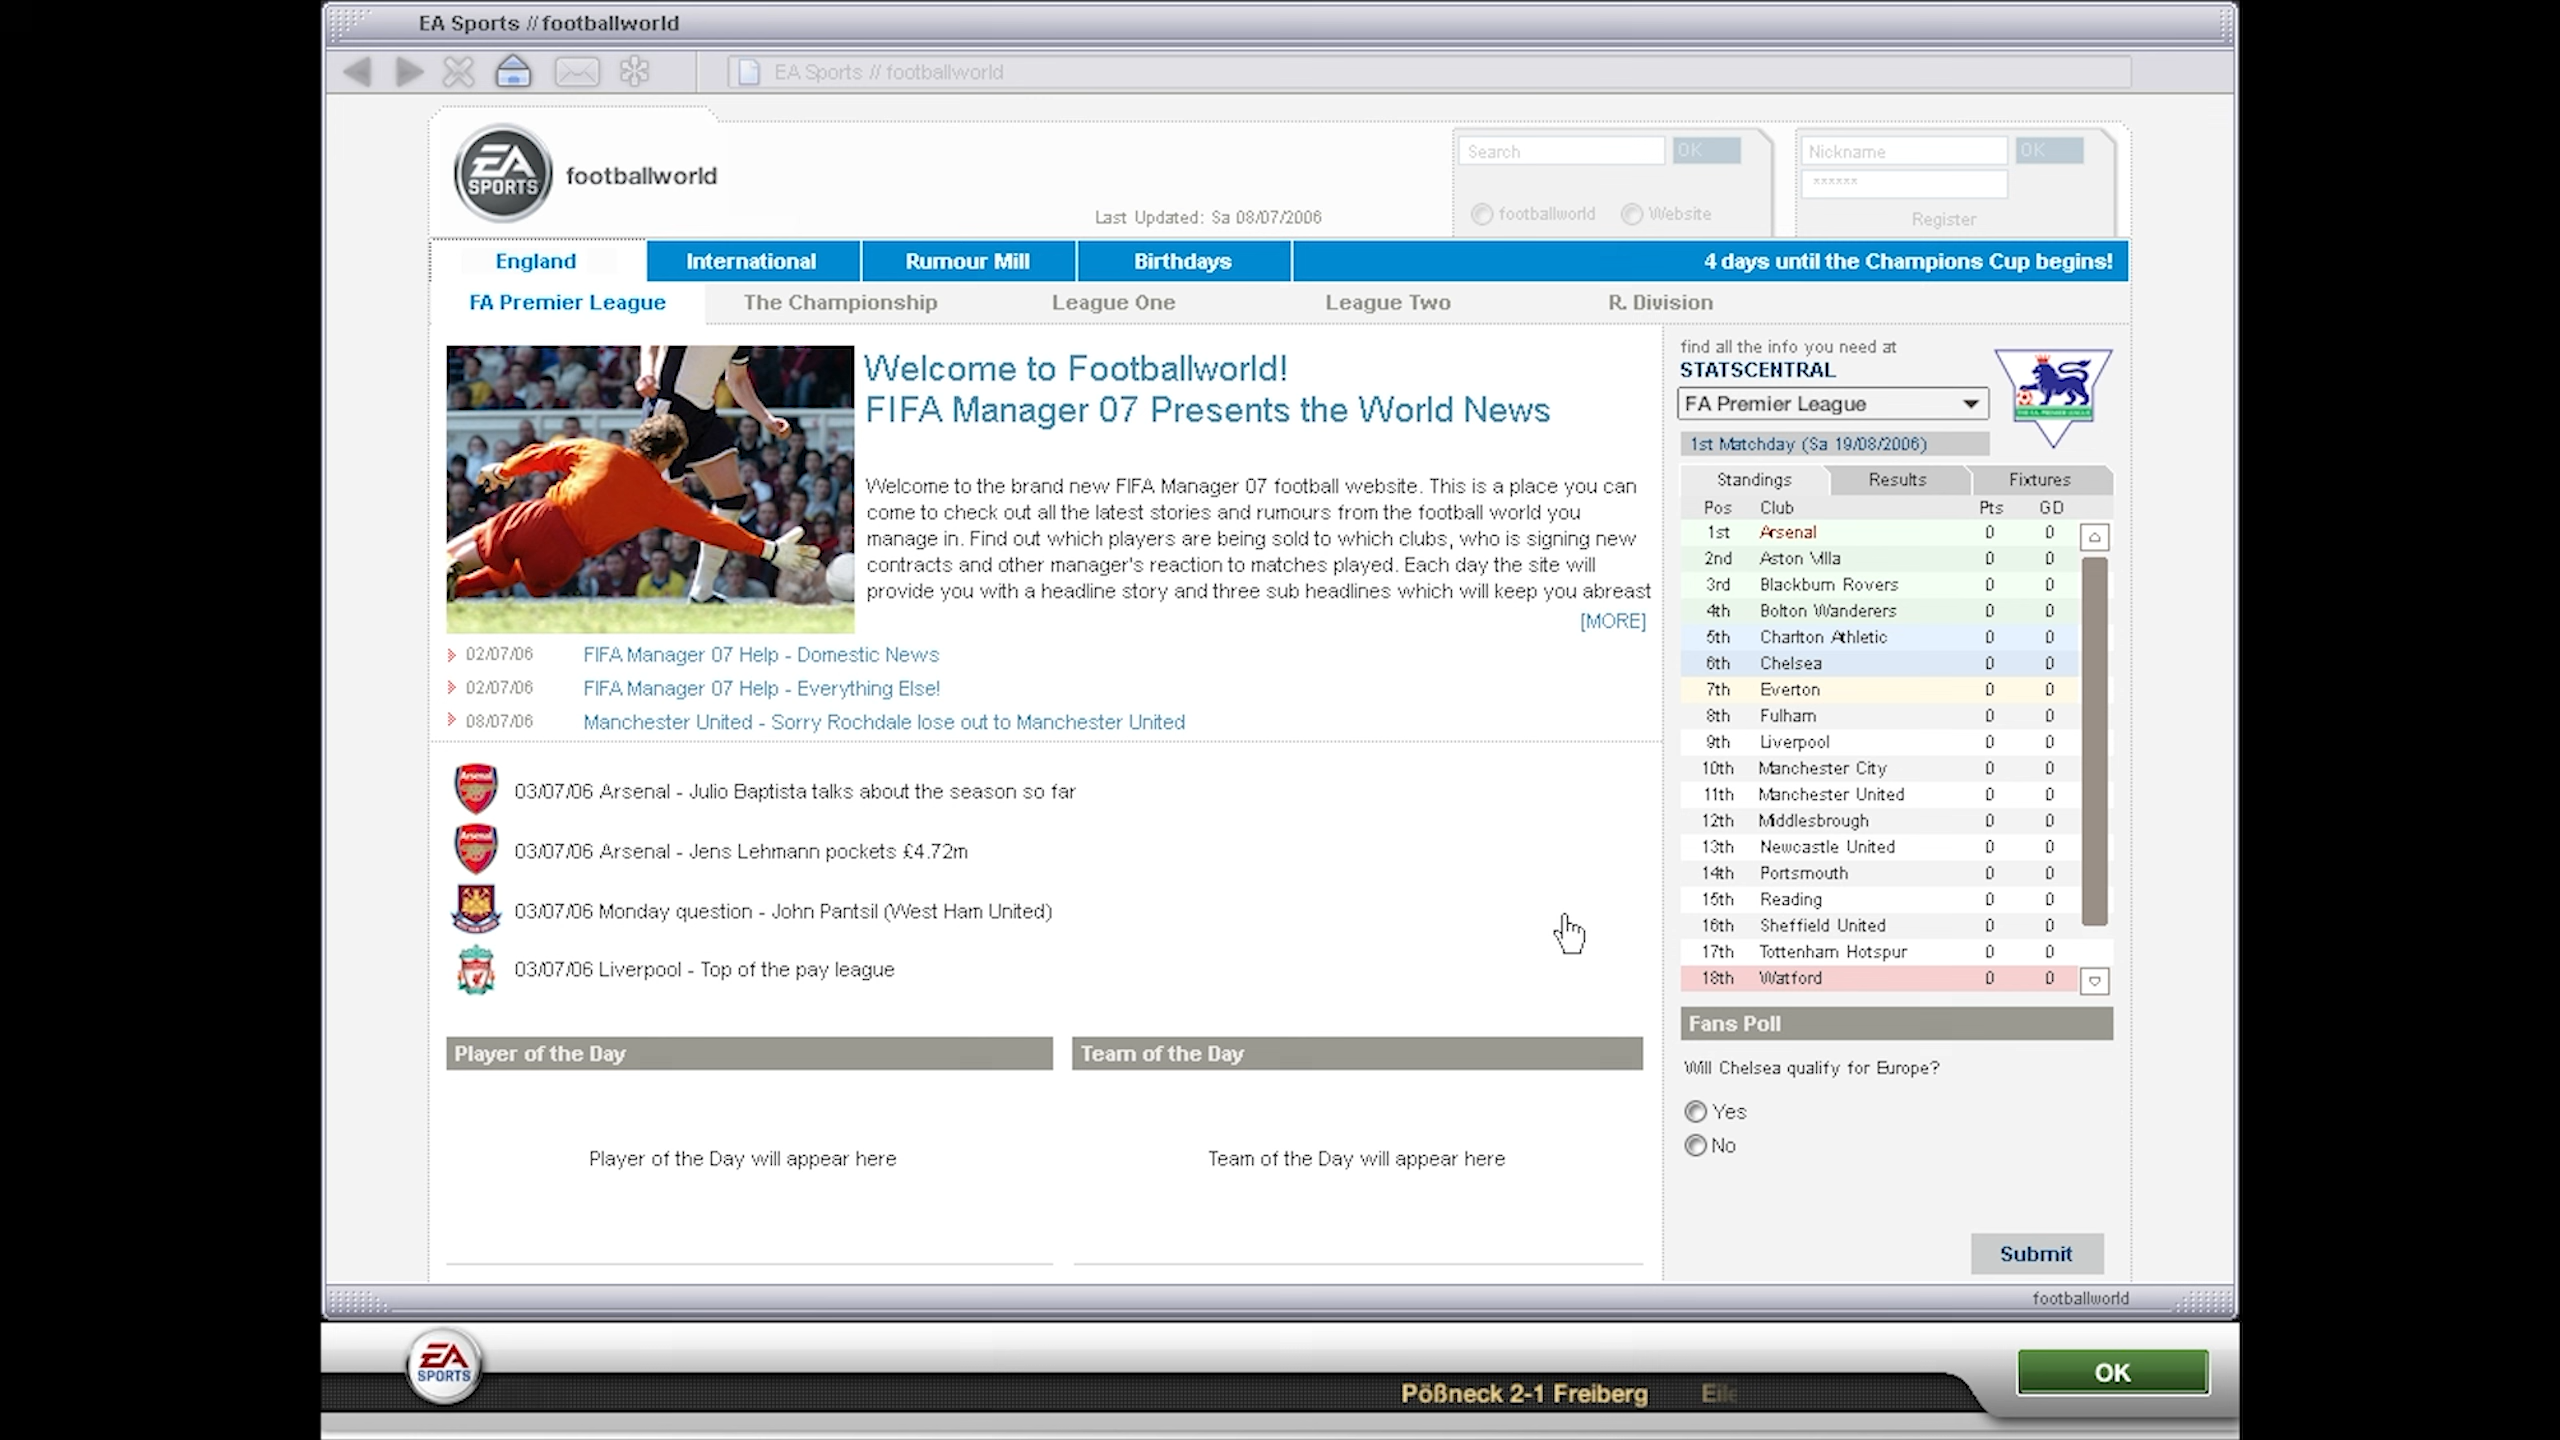 EA Sports // footballworld
EA Sports // footballworld
EA SPORTS
footballworld
Last Updated: Sa 08/07/2006
Search
OK
footballworld
Website
Nickname
OK
******
Register
England
International
Rumour Mill
Birthdays
4 days until the Champions Cup begins!
FA Premier League
The Championship
League One
League Two
R. Division
Welcome to Footballworld!
FIFA Manager 07 Presents the World News
Welcome to the brand new FIFA Manager 07 football website. This is a place you can
come to check out all the latest stories and rumours from the football world you
manage in. Find out which players are being sold to which clubs, who is signing new
contracts and other manager's reaction to matches played. Each day the site will
provide you with a headline story and three sub headlines which will keep you abreast
[MORE]
02/07/06 FIFA Manager 07 Help - Domestic News
02/07/06 FIFA Manager 07 Help - Everything Else!
08/07/06 Manchester United - Sorry Rochdale lose out to Manchester United
Arsenal
03/07/06 Arsenal - Julio Baptista talks about the season so far
Arsenal
03/07/06 Arsenal - Jens Lehmann pockets £4.72m
03/07/06 Monday question - John Pantsil (West Ham United)
03/07/06 Liverpool - Top of the pay league
Player of the Day
Player of the Day will appear here
Team of the Day
Team of the Day will appear here
find all the info you need at
STATSCENTRAL
FA Premier League
1st Matchday (Sa 19/08/2006)
Standings Results Fixtures
Pos Club Pts GD
1st Arsenal 0 0
2nd Aston Villa 0 0
3rd Blackburn Rovers 0 0
4th Bolton Wanderers 0 0
5th Charlton Athletic 0 0
6th Chelsea 0 0
7th Everton 0 0
8th Fulham 0 0
9th Liverpool 0 0
10th Manchester City 0 0
11th Manchester United 0 0
12th Middlesbrough 0 0
13th Newcastle United 0 0
14th Portsmouth 0 0
15th Reading 0 0
16th Sheffield United 0 0
17th Tottenham Hotspur 0 0
18th Watford 0 0
Fans Poll
Will Chelsea qualify for Europe?
Yes
No
Submit
footballworld
EA SPORTS
Pößneck 2-1 Freiberg
OK